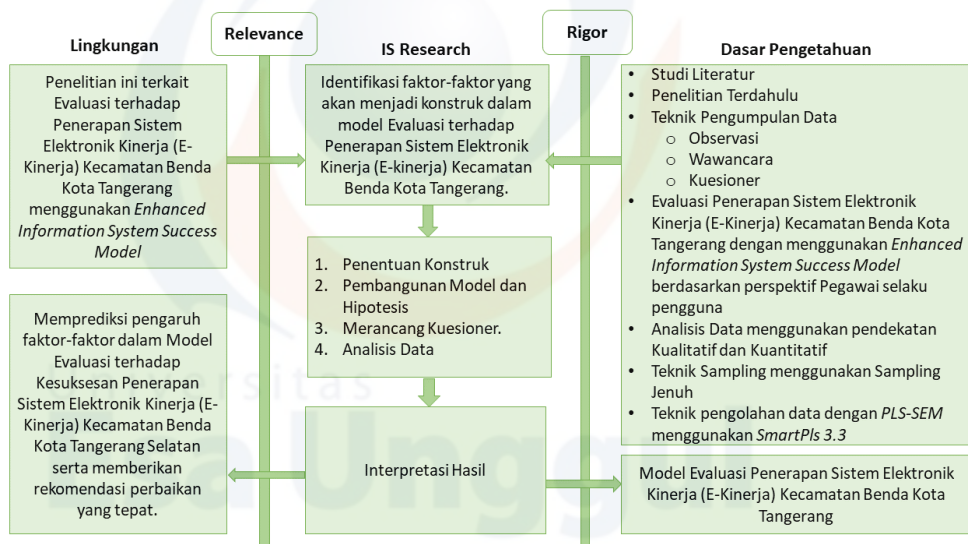 Relevance
Rigor
Lingkungan
IS Research
Dasar Pengetahuan
Penelitian ini terkait
Evaluasi terhadap
Penerapan Sistem
Elektronik Kinerja (E-
Kinerja) Kecamatan Benda
Kota Tangerang
menggunakan Enhanced
Information System Success
Model
Memprediksi pengaruh
faktor-faktor dalam Model
Evaluasi terhadap
Kesuksesan Penerapan
Sistem Elektronik Kinerja (E-
Kinerja) Kecamatan Benda
Kota Tangerang Selatan
serta memberikan
rekomendasi perbaikan
yang tepat.
Identifikasi faktor-faktor yang
akan menjadi konstruk dalam
model Evaluasi terhadap
Penerapan Sistem Elektronik
Kinerja (E-kinerja) Kecamatan
Benda Kota Tangerang.
1. Penentuan Konstruk
2. Pembangunan Model dan
Hipotesis
3. Merancang Kuesioner.
4. Analisis Data
Interpretasi Hasil
• Studi Literatur
• Penelitian Terdahulu
• Teknik Pengumpulan Data
o Observasi
o Wawancara
o Kuesioner
• Evaluasi Penerapan Sistem Elektronik
Kinerja (E-Kinerja) Kecamatan Benda Kota
Tangerang dengan menggunakan Enhanced
Information System Success Model
berdasarkan perspektif Pegawai selaku
pengguna
• Analisis Data menggunakan pendekatan
Kualitatif dan Kuantitatif
• Teknik Sampling menggunakan Sampling
Jenuh
• Teknik pengolahan data dengan PLS-SEM
menggunakan SmartPls 3.3
Model Evaluasi Penerapan Sistem Elektronik
Kinerja (E-Kinerja) Kecamatan Benda Kota
Tangerang
Universitas
Esa Unggul